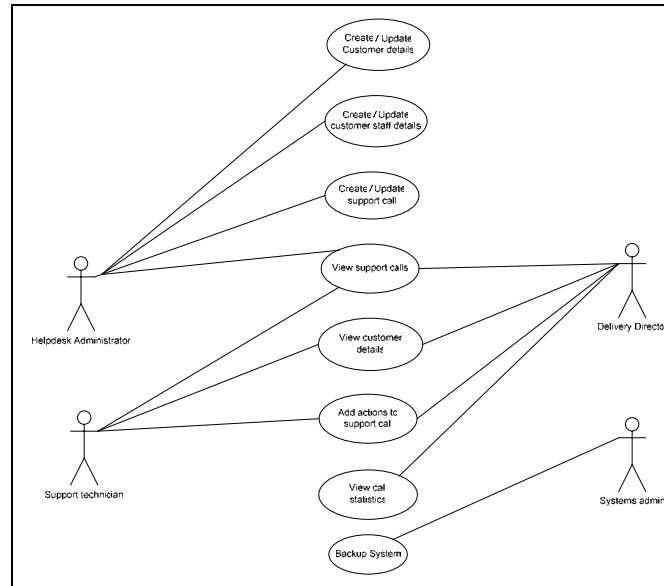 Create / Update
Customer details
Create / Update
customer staff details
Create / Update
support call
View support calls
Helpdesk Administrator
Delivery Directo
View customer
details
Add actions to
support call
Support technician
View call
statistics
Systems admin
Backup System